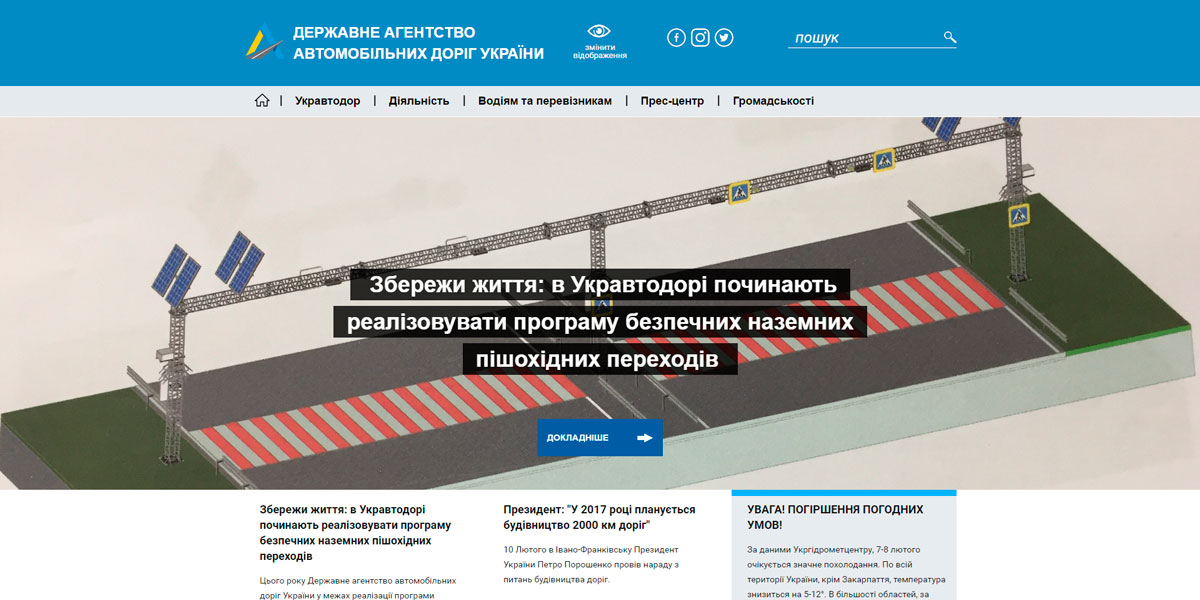 ДЕРЖАВНЕ АГЕНТСТВО
АВТОМОБІЛЬНИХ ДОРІГ УКРАЇНИ
змінити
відображення
пошук
Укравтодор | Діяльність | Водіям та перевізникам | Прес-центр | Громадськості
Збережи життя: в Укравтодорі починають
реалізовувати програму безпечних наземних
пішохідних переходів
ДОКЛАДНІШЕ
Збережи життя: в Укравтодорі
починають реалізовувати програму
безпечних наземних пішохідних
переходів
Цього року Державне агентство автомобільних
доріг України у межах реалізації програми
Президент: "У 2017 році планується
будівництво 2000 км доріг"
10 Лютого в Івано-Франківську Президент
України Петро Порошенко провів нараду з
питань будівництва доріг.
УВАГА! ПОГІРШЕННЯ ПОГОДНИХ
УМОВ!
За даними Укргідрометцентру, 7-8 лютого
очікується значне похолодання. По всій
території України, крім Закарпаття, температура
знизиться на 5-12°. В більшості областей, за